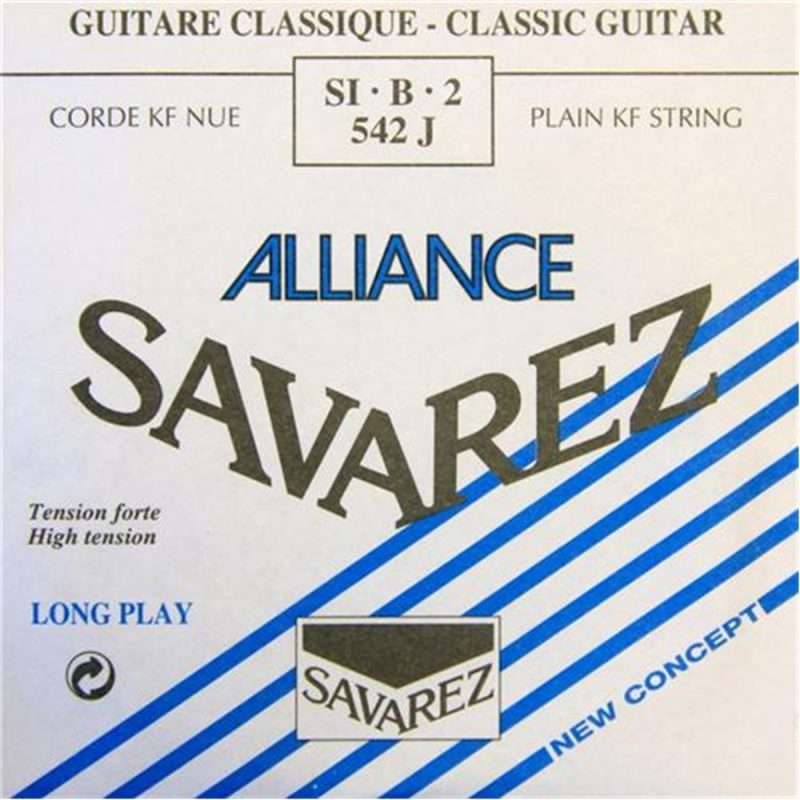 GUITARE CLASSIQUE - CLASSIC GUITAR
SI · B · 2
542 J
CORDE KF NUE
PLAIN KF STRING
ALLIANCE
SAVAREZ
Tension forte
High tension
LONG PLAY
SAVAREZ
NEW CONCEPT